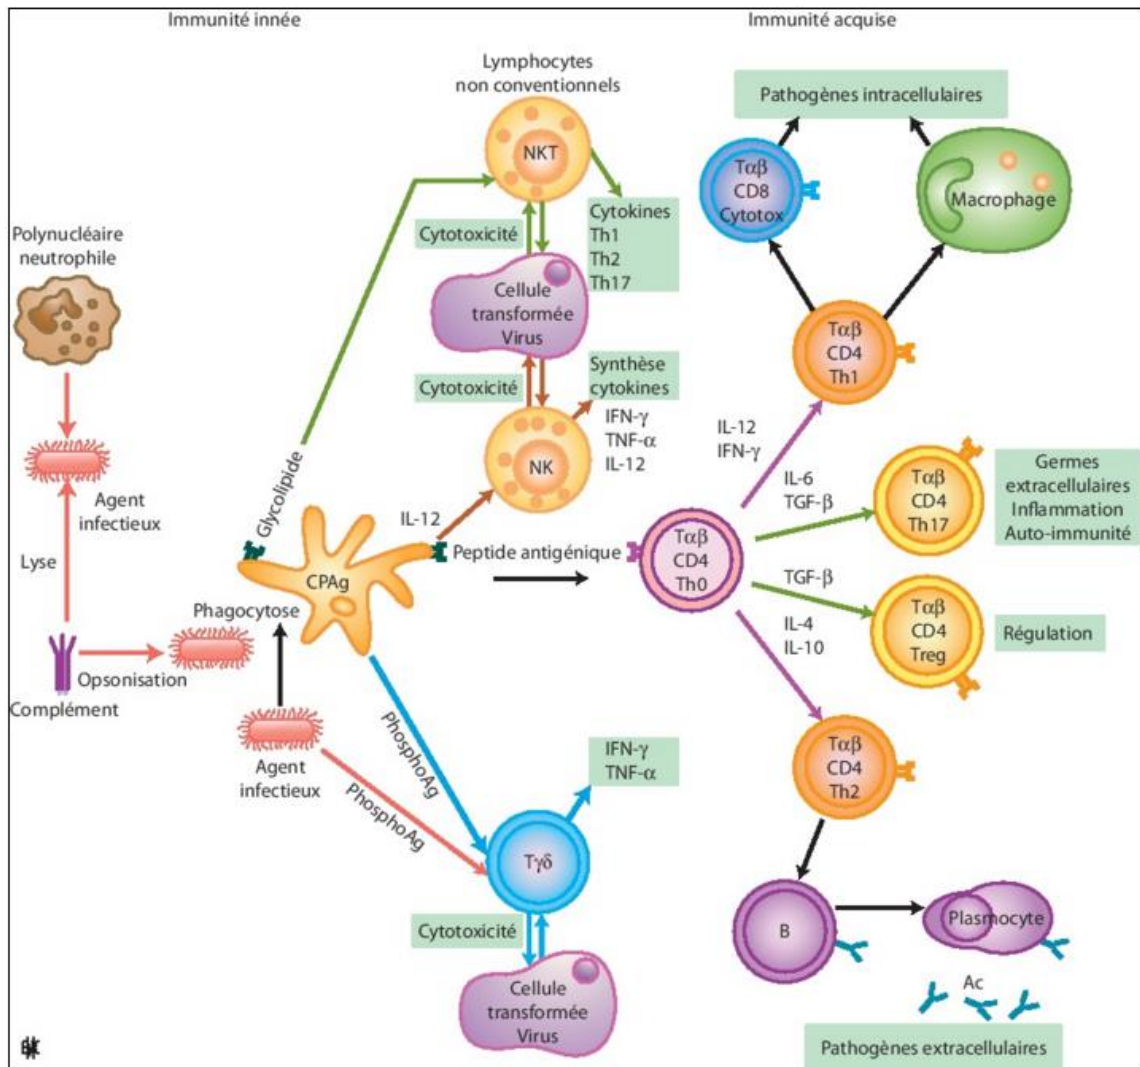 Immunité innée
Immunité acquise
Lymphocytes
non conventionnels
NKT
Cytotoxicité
Cytokines
Th1
Th2
Th17
Cellule
transformée
Virus
Cytotoxicité
Synthèse
cytokines
IFN-γ
TNF-α
IL-12
NK
Polynucléaire
neutrophile
Agent
infectieux
Lyse
Glycolipide
IL-12
CPAg
Peptide antigénique
Phagocytose
Opsonisation
Complément
Agent
infectieux
PhosphoAg
PhosphoAg
IFN-γ
TNF-α
Tγδ
Cytotoxicité
Cellule
transformée
Virus
Pathogènes intracellulaires
Tαβ
CD8
Cytotox
Macrophage
Tαβ
CD4
Th1
IL-12
IFN-γ
IL-6
TGF-β
Tαβ
CD4
Th17
Germes
extracellulaires
Inflammation
Auto-immunité
Tαβ
CD4
Th0
TGF-β
IL-4
IL-10
Tαβ
CD4
Treg
Régulation
Tαβ
CD4
Th2
B
Plasmocyte
Ac
Pathogènes extracellulaires